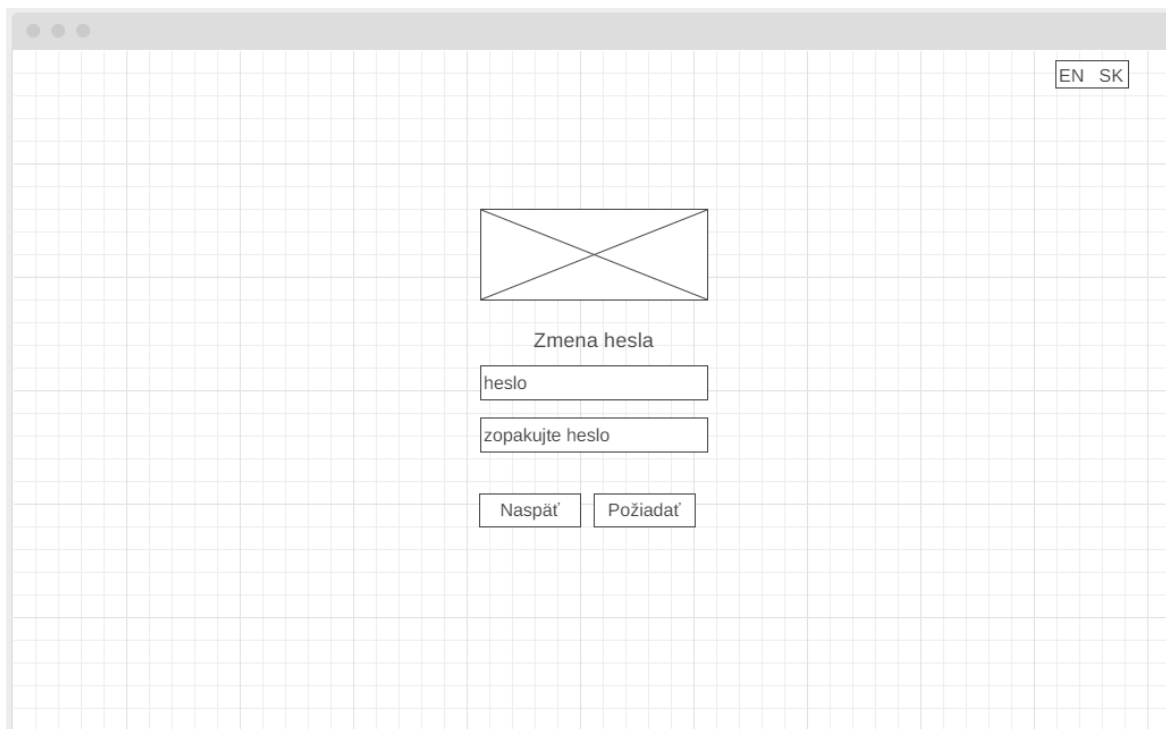 EN SK
Zmena hesla
heslo
zopakujte heslo
Naspäť Požiadať